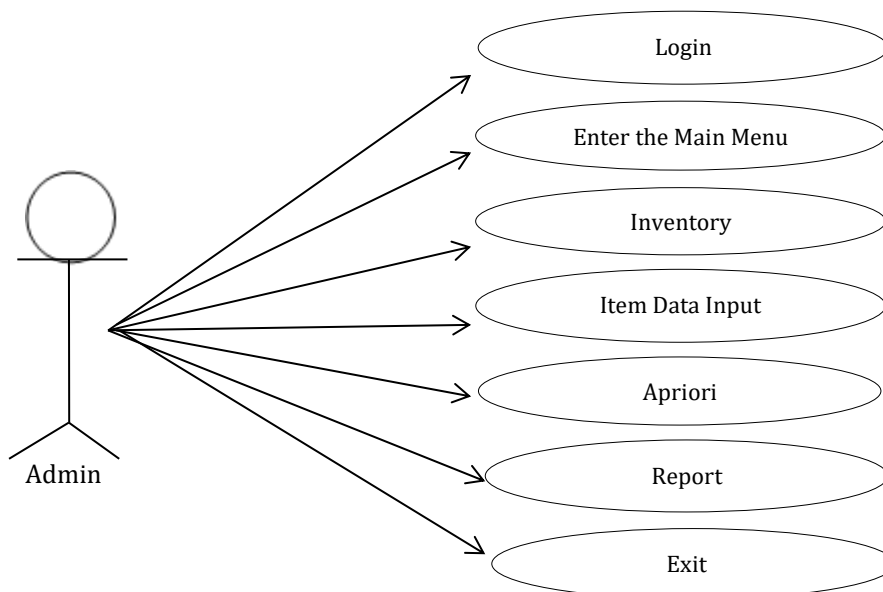 Login
Enter the Main Menu
Inventory
Item Data Input
Apriori
Report
Exit
Admin